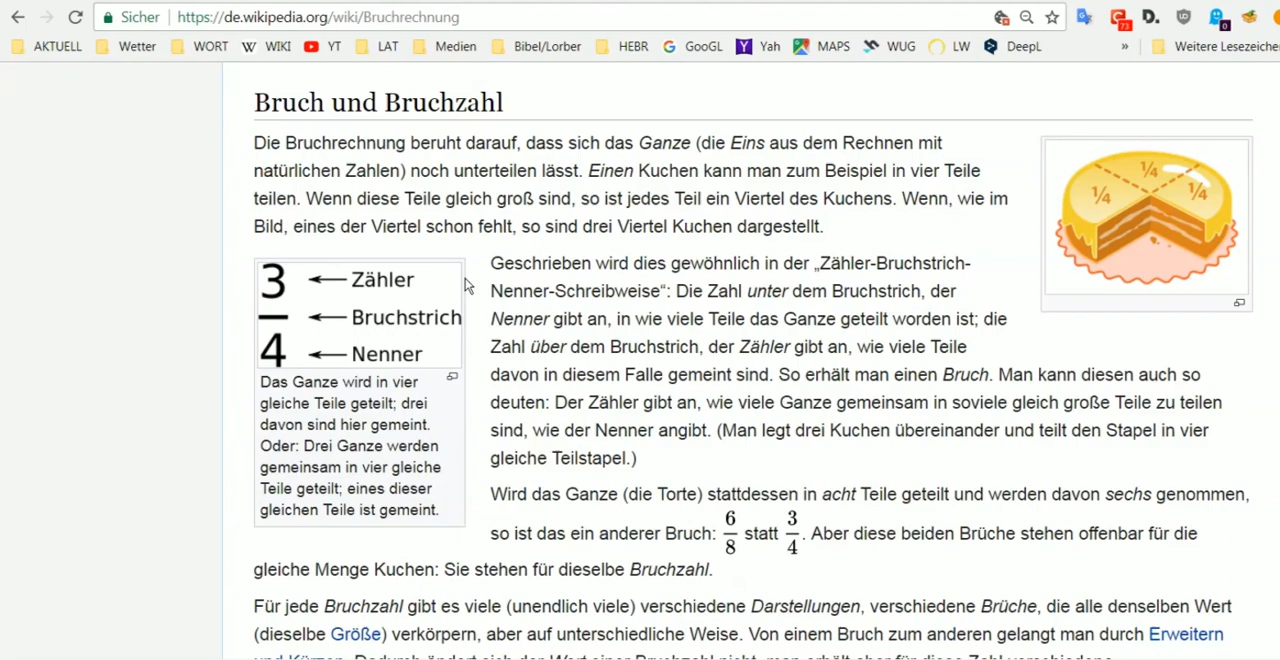 Sicher | https://de.wikipedia.org/wiki/Bruchrechnung
73 D. 0
AKTUELL Wetter WORT WIKI YT LAT Medien Bibel/Lorber HEBR GooGL Yah MAPS WUG LW DeepL » Weitere Lesezeiche
Bruch und Bruchzahl
Die Bruchrechnung beruht darauf, dass sich das Ganze (die Eins aus dem Rechnen mit
natürlichen Zahlen) noch unterteilen lässt. Einen Kuchen kann man zum Beispiel in vier Teile
teilen. Wenn diese Teile gleich groß sind, so ist jedes Teil ein Viertel des Kuchens. Wenn, wie im
Bild, eines der Viertel schon fehlt, so sind drei Viertel Kuchen dargestellt.
¼
¼ ¼
3 ← Zähler
← Bruchstrich
4 ← Nenner
Das Ganze wird in vier
gleiche Teile geteilt; drei
davon sind hier gemeint.
Oder: Drei Ganze werden
gemeinsam in vier gleiche
Teile geteilt; eines dieser
gleichen Teile ist gemeint.
Geschrieben wird dies gewöhnlich in der „Zähler-Bruchstrich-
Nenner-Schreibweise“: Die Zahl unter dem Bruchstrich, der
Nenner gibt an, in wie viele Teile das Ganze geteilt worden ist; die
Zahl über dem Bruchstrich, der Zähler gibt an, wie viele Teile
davon in diesem Falle gemeint sind. So erhält man einen Bruch. Man kann diesen auch so
deuten: Der Zähler gibt an, wie viele Ganze gemeinsam in soviele gleich große Teile zu teilen
sind, wie der Nenner angibt. (Man legt drei Kuchen übereinander und teilt den Stapel in vier
gleiche Teilstapel.)
Wird das Ganze (die Torte) stattdessen in acht Teile geteilt und werden davon sechs genommen,
so ist das ein anderer Bruch: 6/8 statt 3/4. Aber diese beiden Brüche stehen offenbar für die
gleiche Menge Kuchen: Sie stehen für dieselbe Bruchzahl.
Für jede Bruchzahl gibt es viele (unendlich viele) verschiedene Darstellungen, verschiedene Brüche, die alle denselben Wert
(dieselbe Größe) verkörpern, aber auf unterschiedliche Weise. Von einem Bruch zum anderen gelangt man durch Erweitern